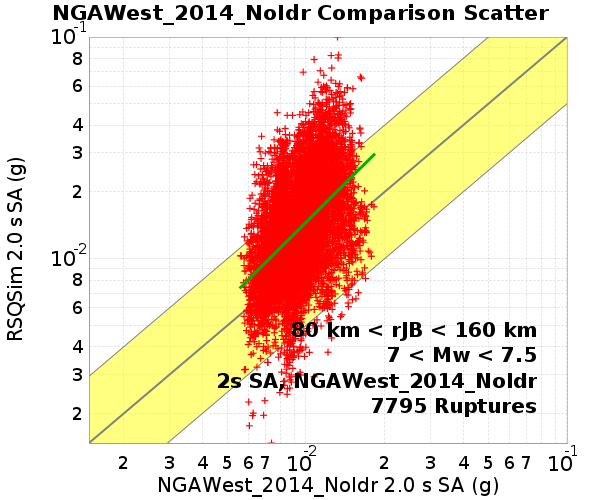 NGAWest_2014_NoIdr Comparison Scatter
RSQSim 2.0 s SA (g)
10-1
8
6
4
3
2
10-2
8
6
4
3
2
80 km < rJB < 160 km
7 < Mw < 7.5
2s SA, NGAWest_2014_NoIdr
7795 Ruptures
2 3 4 5 6 7 10-2 2 3 4 5 6 7 10-1
NGAWest_2014_NoIdr 2.0 s SA (g)